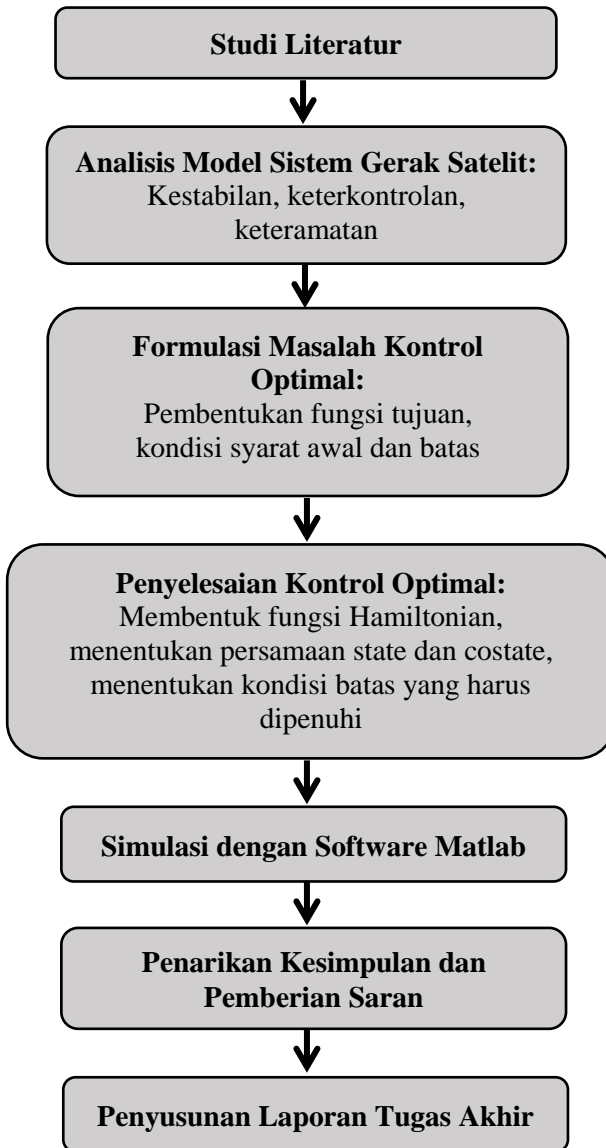 Studi Literatur
Analisis Model Sistem Gerak Satelit:
Kestabilan, keterkontrolan,
keteramatan
Formulasi Masalah Kontrol
Optimal:
Pembentukan fungsi tujuan,
kondisi syarat awal dan batas
Penyelesaian Kontrol Optimal:
Membentuk fungsi Hamiltonian,
menentukan persamaan state dan costate,
menentukan kondisi batas yang harus
dipenuhi
Simulasi dengan Software Matlab
Penarikan Kesimpulan dan
Pemberian Saran
Penyusunan Laporan Tugas Akhir